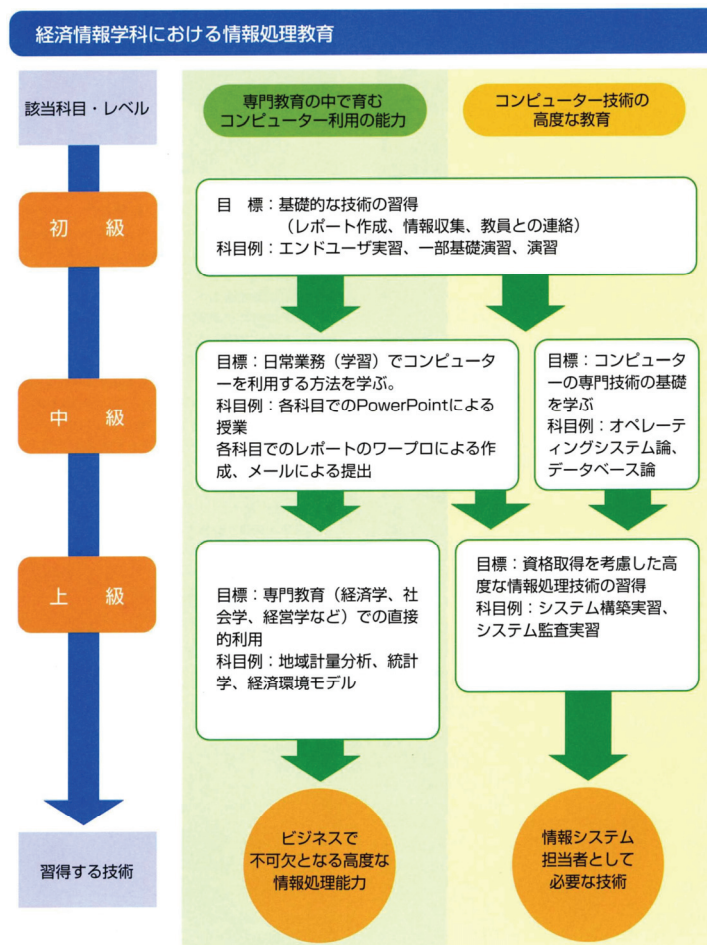 経済情報学科における情報処理教育
該当科目・レベル
専門教育の中で育む
コンピューター利用の能力
コンピューター技術の
高度な教育
初　級
目　標：基礎的な技術の習得
（レポート作成、情報収集、教員との連絡）
科目例：エンドユーザ実習、一部基礎演習、演習
中　級
目標：日常業務（学習）でコンピューター
を利用する方法を学ぶ。
科目例：各科目でのPowerPointによる
授業
各科目でのレポートのワープロによる作
成、メールによる提出
目標：コンピューター
の専門技術の基礎
を学ぶ
科目例：オペレーテ
ィングシステム論、
データベース論
上　級
目標：専門教育（経済学、社
会学、経営学など）での直接
的利用
科目例：地域計量分析、統計
学、経済環境モデル
目標：資格取得を考慮した高
度な情報処理技術の習得
科目例：システム構築実習、
システム監査実習
習得する技術
ビジネスで
不可欠となる高度な
情報処理能力
情報システム
担当者として
必要な技術